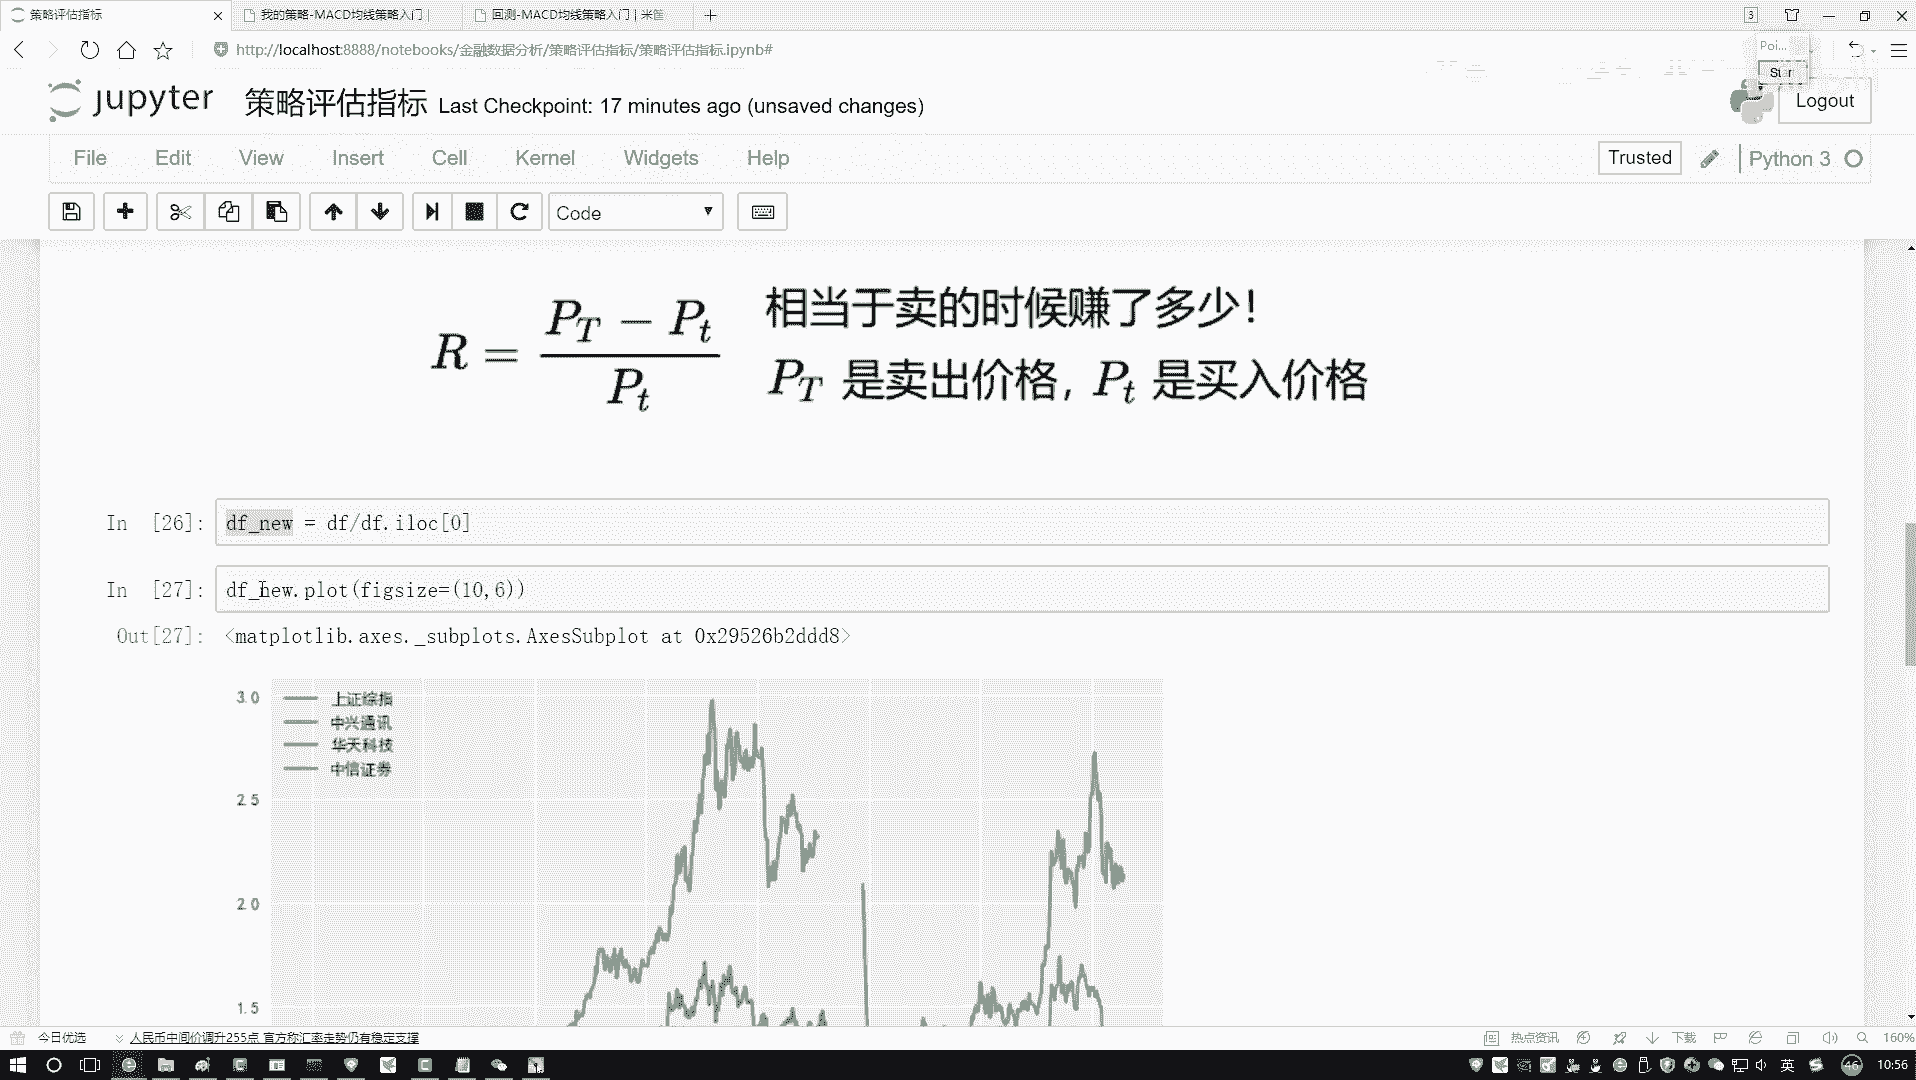 策略评估指标
我的策略-MACD均线策略入门 |
回测-MACD均线策略入门 | 米筐
3
http://localhost:8888/notebooks/金融数据分析/策略评估指标/策略评估指标.ipynb#
Poi...
jupyter 策略评估指标 Last Checkpoint: 17 minutes ago (unsaved changes)
Logout
File Edit View Insert Cell Kernel Widgets Help
Trusted
Python 3
Code
R = (P_T − P_t) / P_t
相当于卖的时候赚了多少！
P_T 是卖出价格, P_t 是买入价格
In [26]: df_new = df/df.iloc[0]
In [27]: df_new.plot(figsize=(10,6))
Out[27]: <matplotlib.axes._subplots.AxesSubplot at 0x29526b2ddd8>
3.0
上证综指
中兴通讯
华天科技
中信证券
2.5
2.0
1.5
今日优选
人民币中间价调升255点 官方称汇率走势仍有稳定支撑
热点资讯
下载
160%
英
46
10:56